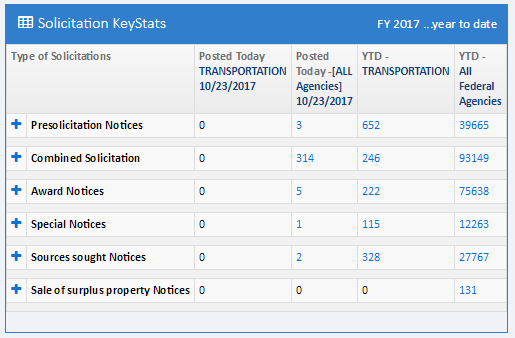 Solicitation KeyStats FY 2017 ...year to date
Type of Solicitations Posted Today Posted YTD - YTD -
TRANSPORTATION Today -[ALL TRANSPORTATION All
10/23/2017 Agencies] Federal
10/23/2017 Agencies
Presolicitation Notices 0 3 652 39665
Combined Solicitation 0 314 246 93149
Award Notices 0 5 222 75638
Special Notices 0 1 115 12263
Sources sought Notices 0 2 328 27767
Sale of surplus property Notices 0 0 0 131